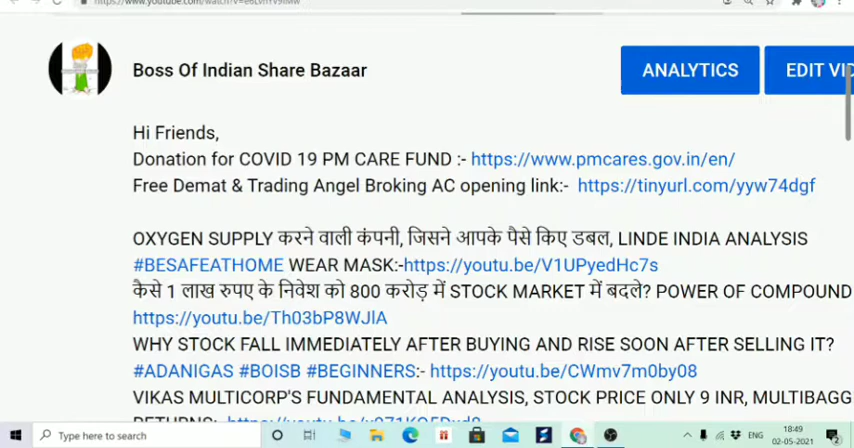 Boss Of Indian Share Bazaar
ANALYTICS
EDIT VID
Hi Friends,
Donation for COVID 19 PM CARE FUND :- https://www.pmcares.gov.in/en/
Free Demat & Trading Angel Broking AC opening link:- https://tinyurl.com/yyw74dgf
OXYGEN SUPPLY करने वाली कंपनी, जिसने आपके पैसे किए डबल, LINDE INDIA ANALYSIS
#BESAFEATHOME WEAR MASK:-https://youtu.be/V1UPyedHc7s
कैसे 1 लाख रुपए के निवेश को 800 करोड़ में STOCK MARKET में बदले? POWER OF COMPOUND
https://youtu.be/Th03bP8WJlA
WHY STOCK FALL IMMEDIATELY AFTER BUYING AND RISE SOON AFTER SELLING IT?
#ADANIGAS #BOISB #BEGINNERS:- https://youtu.be/CWmv7m0by08
VIKAS MULTICORP'S FUNDAMENTAL ANALYSIS, STOCK PRICE ONLY 9 INR, MULTIBAGG
Type here to search
ENG
18:49
02-05-2021